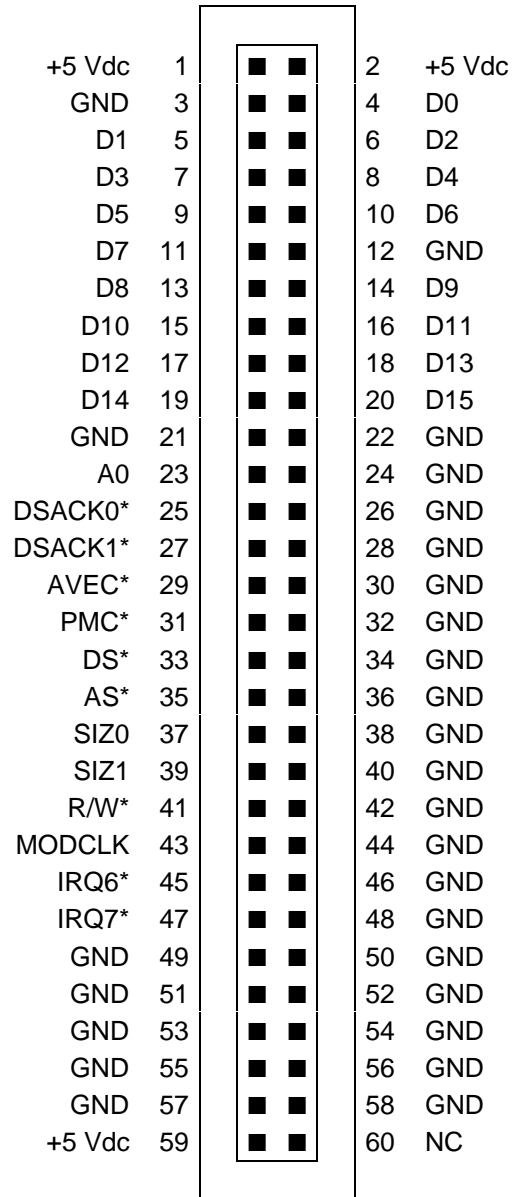 +5 Vdc 1 2 +5 Vdc
GND 3 4 D0
D1 5 6 D2
D3 7 8 D4
D5 9 10 D6
D7 11 12 GND
D8 13 14 D9
D10 15 16 D11
D12 17 18 D13
D14 19 20 D15
GND 21 22 GND
A0 23 24 GND
DSACK0* 25 26 GND
DSACK1* 27 28 GND
AVEC* 29 30 GND
PMC* 31 32 GND
DS* 33 34 GND
AS* 35 36 GND
SIZ0 37 38 GND
SIZ1 39 40 GND
R/W* 41 42 GND
MODCLK 43 44 GND
IRQ6* 45 46 GND
IRQ7* 47 48 GND
GND 49 50 GND
GND 51 52 GND
GND 53 54 GND
GND 55 56 GND
GND 57 58 GND
+5 Vdc 59 60 NC